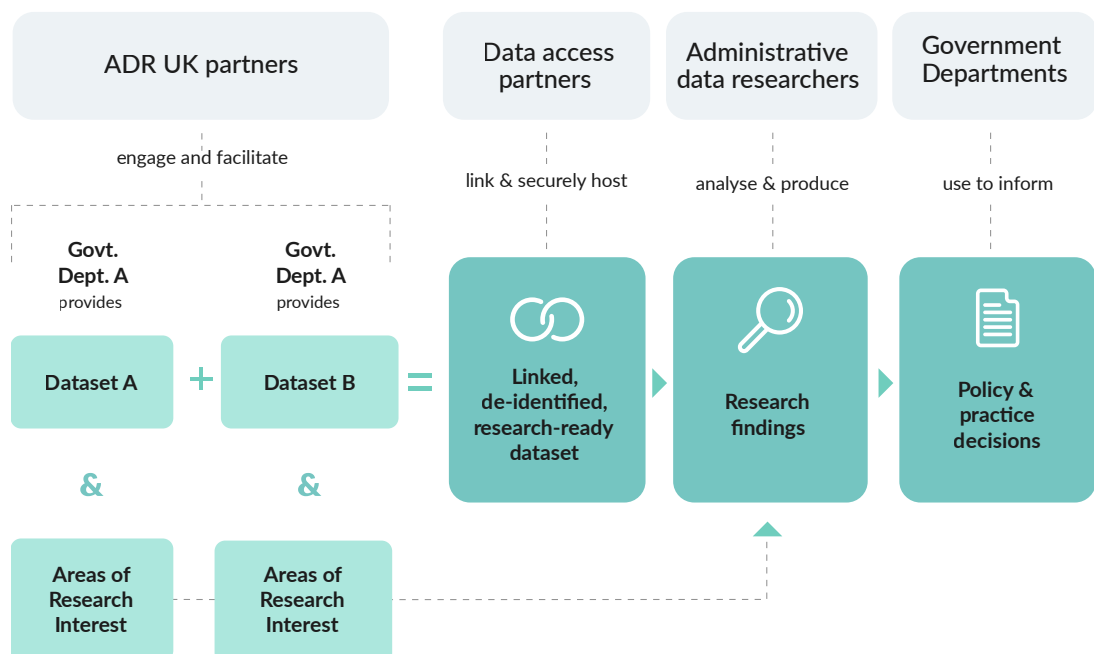 ADR UK partners
Data access
partners
Administrative
data researchers
Government
Departments
engage and facilitate
link & securely host
analyse & produce
use to inform
Govt.
Dept. A
provides
Govt.
Dept. A
provides
Dataset A
+
Dataset B
=
Linked,
de-identified,
research-ready
dataset
Research
findings
Policy &
practice
decisions
&
&
Areas of
Research
Interest
Areas of
Research
Interest